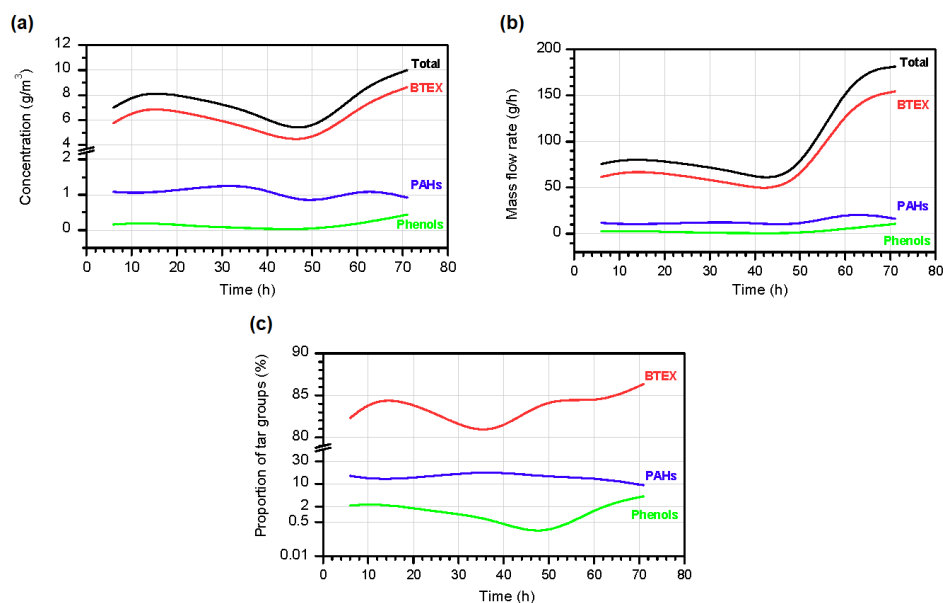 (a)
12
10
8
6
4
2
1
0
Concentration (g/m³)
Total
BTEX
PAHs
Phenols
0 10 20 30 40 50 60 70 80
Time (h)
(b)
200
150
100
50
0
Mass flow rate (g/h)
Total
BTEX
PAHs
Phenols
0 10 20 30 40 50 60 70 80
Time (h)
(c)
90
85
80
30
10
2
0.5
0.01
Proportion of tar groups (%)
BTEX
PAHs
Phenols
0 10 20 30 40 50 60 70 80
Time (h)